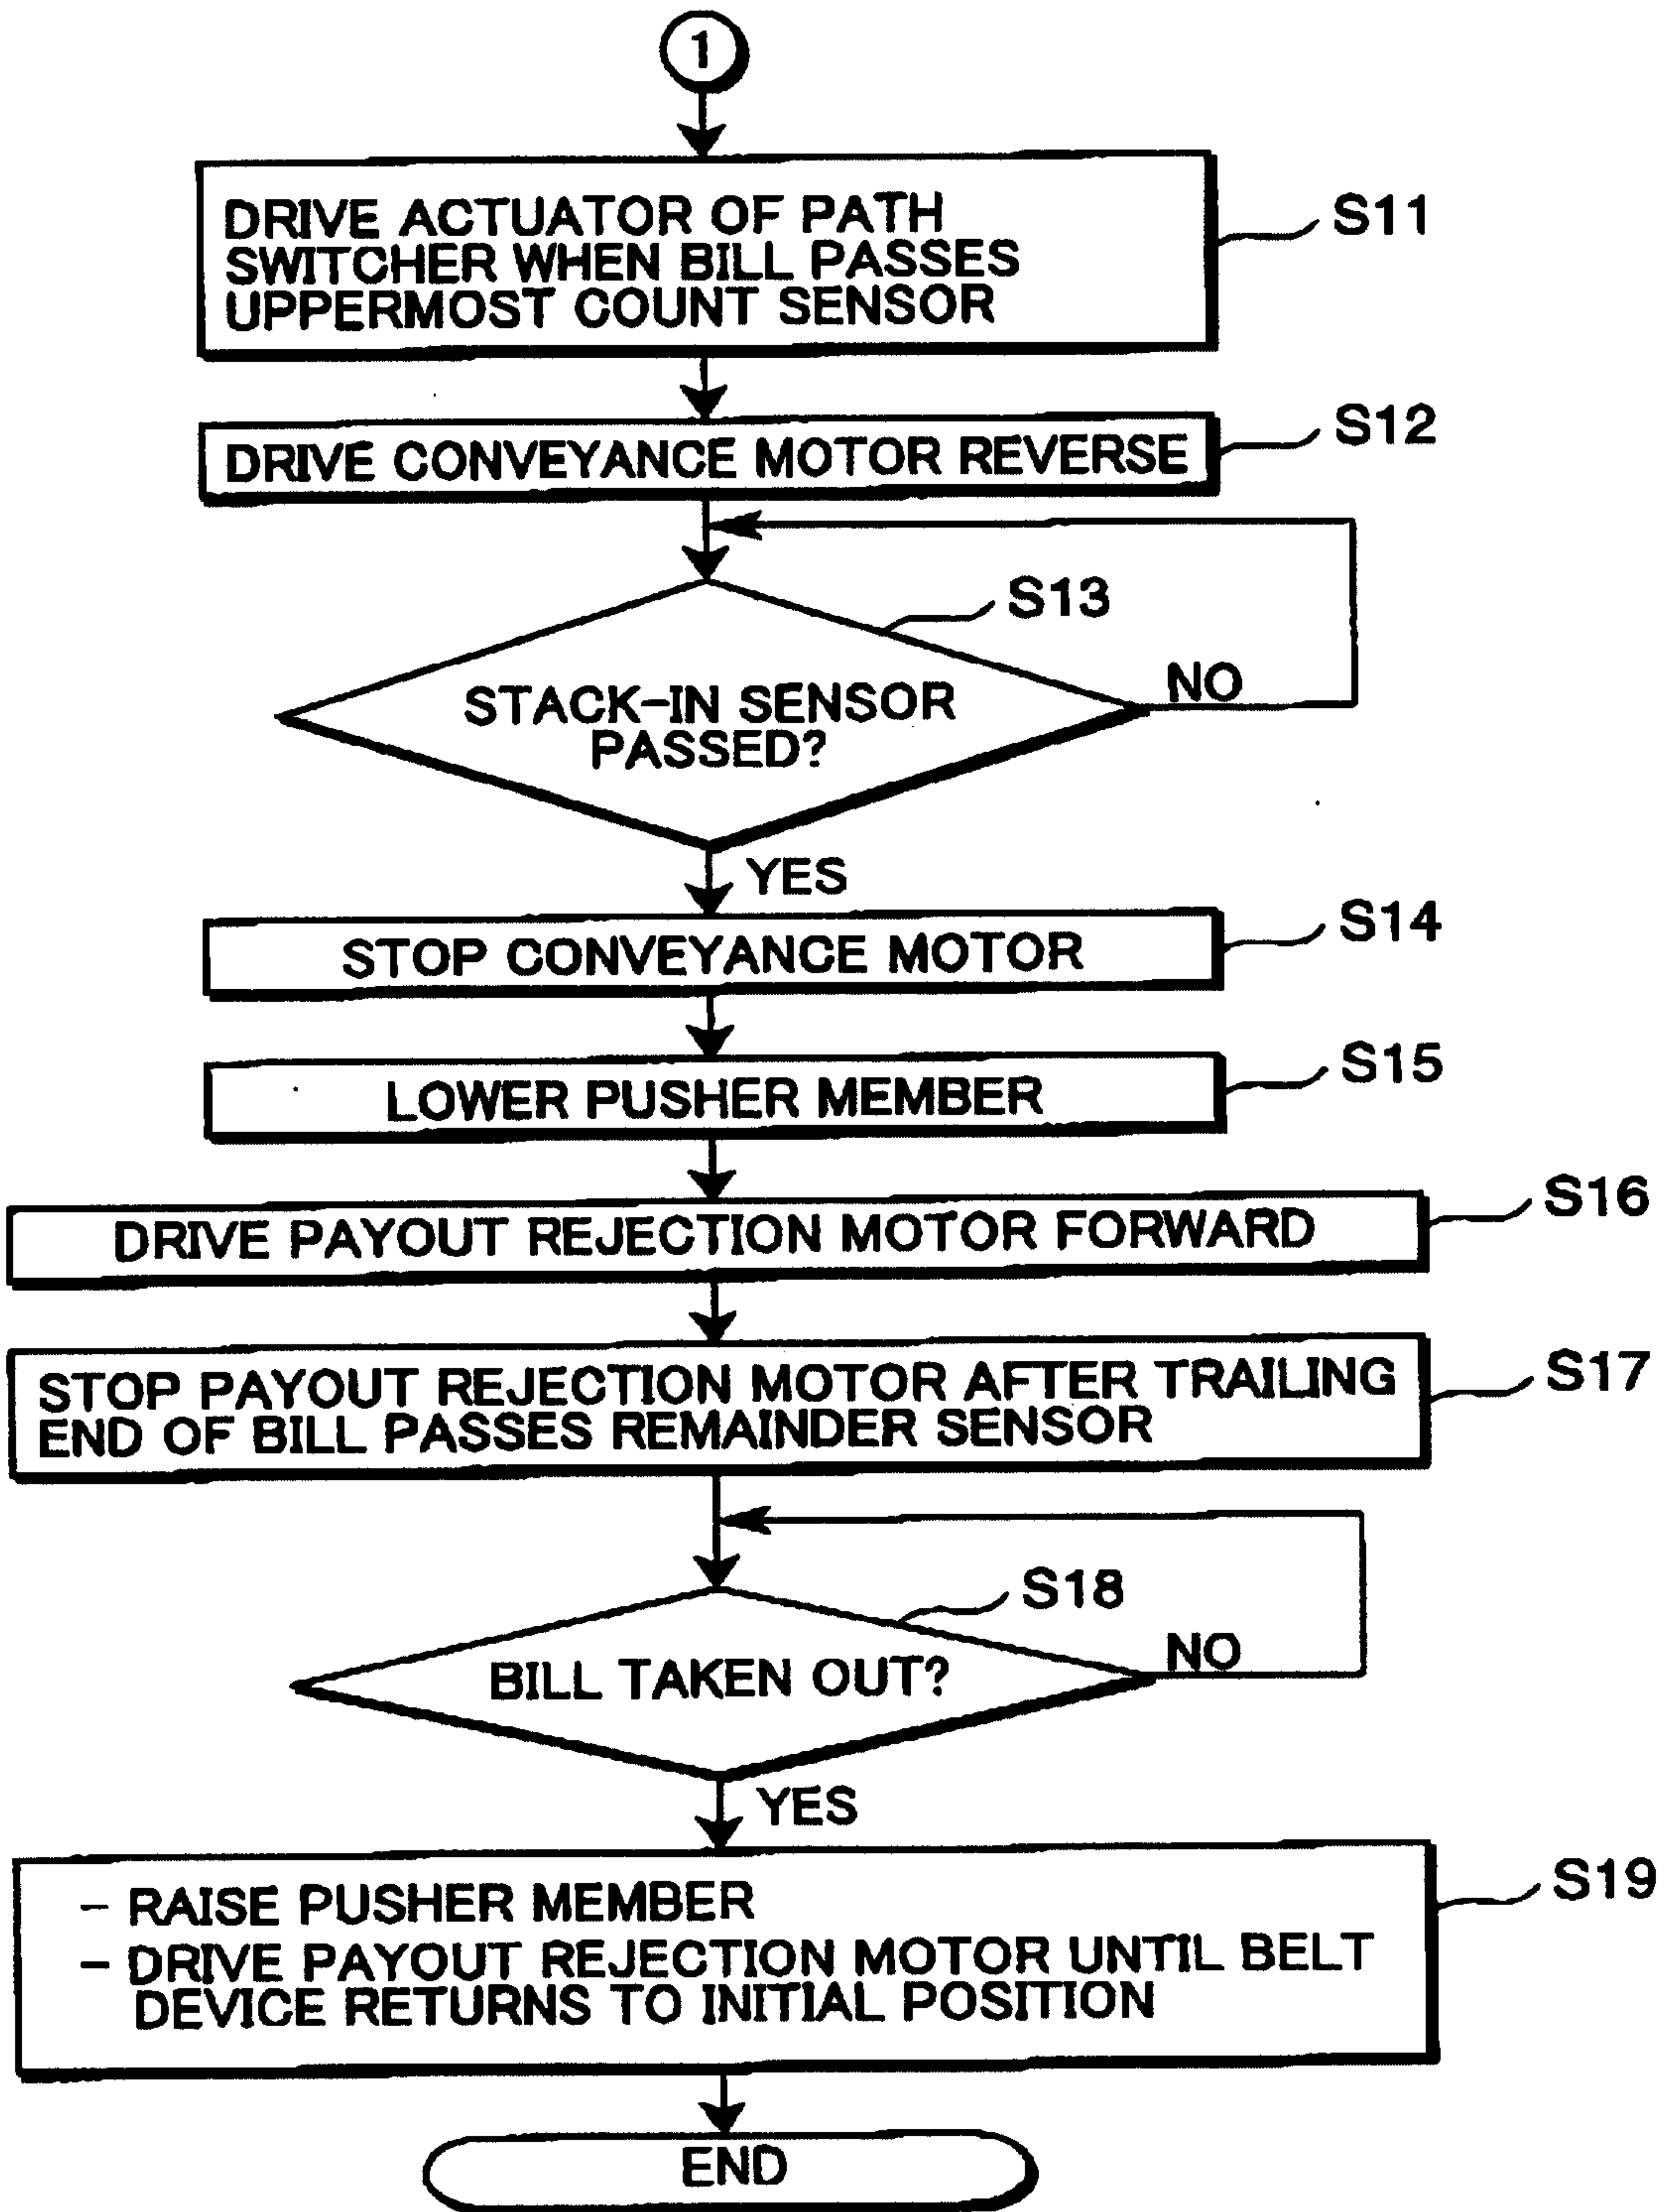 1
DRIVE ACTUATOR OF PATH
SWITCHER WHEN BILL PASSES
UPPERMOST COUNT SENSOR
S11
DRIVE CONVEYANCE MOTOR REVERSE
S12
S13
STACK-IN SENSOR
PASSED?
NO
YES
STOP CONVEYANCE MOTOR
S14
LOWER PUSHER MEMBER
S15
DRIVE PAYOUT REJECTION MOTOR FORWARD
S16
STOP PAYOUT REJECTION MOTOR AFTER TRAILING
END OF BILL PASSES REMAINDER SENSOR
S17
S18
BILL TAKEN OUT?
NO
YES
- RAISE PUSHER MEMBER
- DRIVE PAYOUT REJECTION MOTOR UNTIL BELT
DEVICE RETURNS TO INITIAL POSITION
S19
END